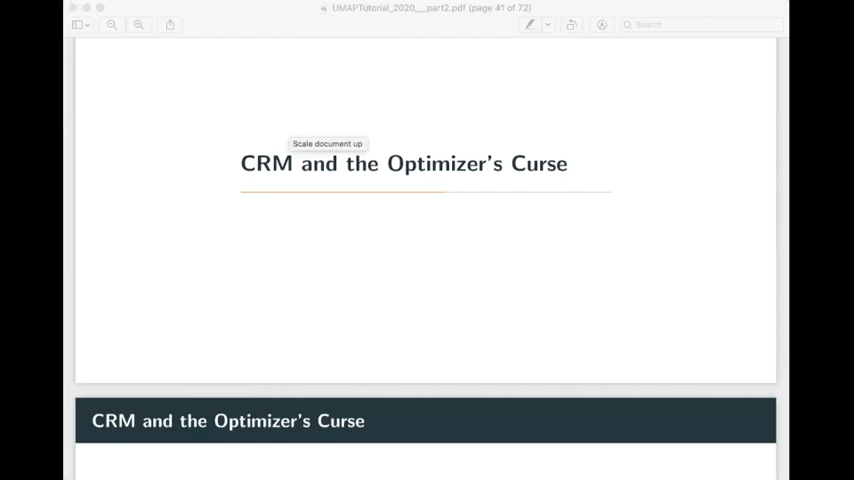 UMAPTutorial_2020__part2.pdf (page 41 of 72)
Search
Scale document up
CRM and the Optimizer's Curse
CRM and the Optimizer's Curse